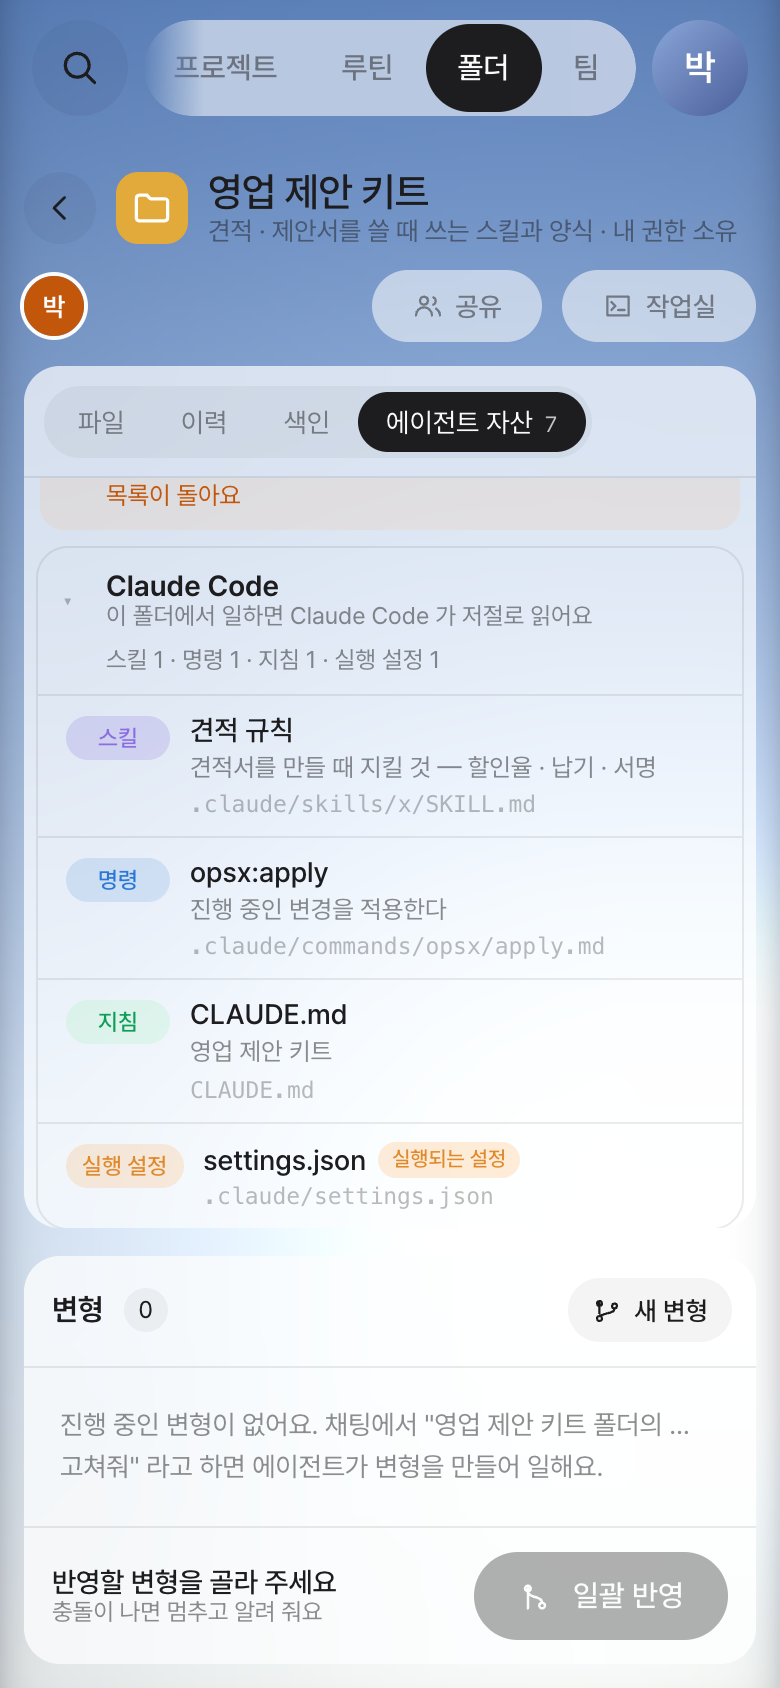 프로젝트 루틴 폴더 팀 박
영업 제안 키트
견적 · 제안서를 쓸 때 쓰는 스킬과 양식 · 내 권한 소유
박 공유 작업실
파일 이력 색인 에이전트 자산 7
목록이 돌아요
Claude Code
이 폴더에서 일하면 Claude Code 가 저절로 읽어요
스킬 1 · 명령 1 · 지침 1 · 실행 설정 1
스킬 견적 규칙
견적서를 만들 때 지킬 것 — 할인율 · 납기 · 서명
.claude/skills/x/SKILL.md
명령 opsx:apply
진행 중인 변경을 적용한다
.claude/commands/opsx/apply.md
지침 CLAUDE.md
영업 제안 키트
CLAUDE.md
실행 설정 settings.json 실행되는 설정
.claude/settings.json
변형 0 새 변형
진행 중인 변형이 없어요. 채팅에서 "영업 제안 키트 폴더의 ...
고쳐줘" 라고 하면 에이전트가 변형을 만들어 일해요.
반영할 변형을 골라 주세요
충돌이 나면 멈추고 알려 줘요
일괄 반영